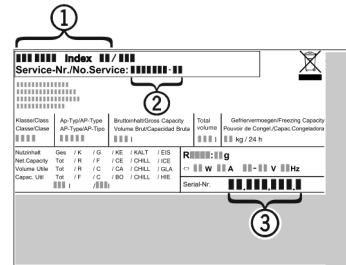 1
Index /
Service-Nr./No.Service: -
2
Klasse/Class Ap-Typ/AP-Type Bruttoinhalt/Gross Capacity Total Gefriervermoegen/Freezing Capacity
Classe/Clase AP-Type/AP-Tipo Volume Brut/Capacidad Bruta volume Pouvoir de Congel./Capac.Congeladora
l l kg / 24 h
Nutzinhalt Ges / K / G / KE / KALT / EIS
Net.Capacity Tot / R / F / CE / CHILL / ICE
Volume Utile Tot / R / C / CA / CHILL / GLA
Capac. Util Tot / F / C / BO / CHILL / HIE
l / l
R : g
W A - V Hz
Serial-Nr. . . .
3